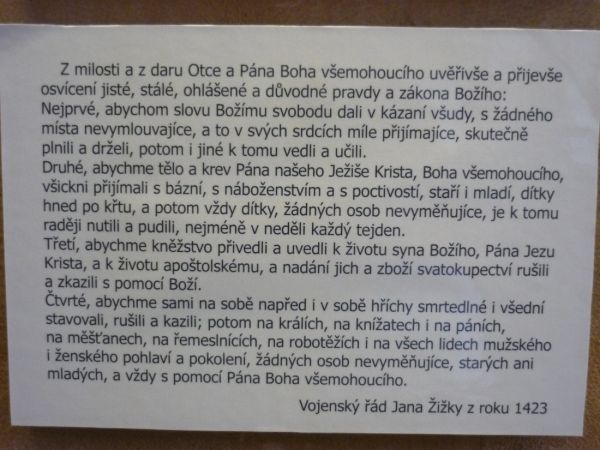 Z milosti a z daru Otce a Pána Boha všemohoucího uvěřivše a přijevše
osvícení jisté, stálé, ohlášené a důvodné pravdy a zákona Božího:
Nejprvé, abychom slovu Božímu svobodu dali v kázaní všudy, s žádného
místa nevymlouvajíce, a to v svých srdcích míle přijímajíce, skutečně
plnili a drželi, potom i jiné k tomu vedli a učili.
Druhé, abychme tělo a krev Pána našeho Ježiše Krista, Boha všemohoucího,
všickni přijímali s bázní, s náboženstvím a s poctivostí, staří i mladí, dítky
hned po křtu, a potom vždy dítky, žádných osob nevyměňujíce, je k tomu
raději nutili a pudili, nejméně v neděli každý tejden.
Třetí, abychme kněžstvo přivedli a uvedli k životu syna Božího, Pána Jezu
Krista, a k životu apoštolskému, a nadání jich a zboží svatokupectví rušili
a zkazili s pomocí Boží.
Čtvrté, abychme sami na sobě napřed i v sobě hříchy smrtedlné i všední
stavovali, rušili a kazili; potom na králích, na knížatech i na páních,
na měšťanech, na řemeslnících, na robotěžích i na všech lidech mužského
i ženského pohlaví a pokolení, žádných osob nevyměňujíce, starých ani
mladých, a vždy s pomocí Pána Boha všemohoucího.
Vojenský řád Jana Žižky z roku 1423